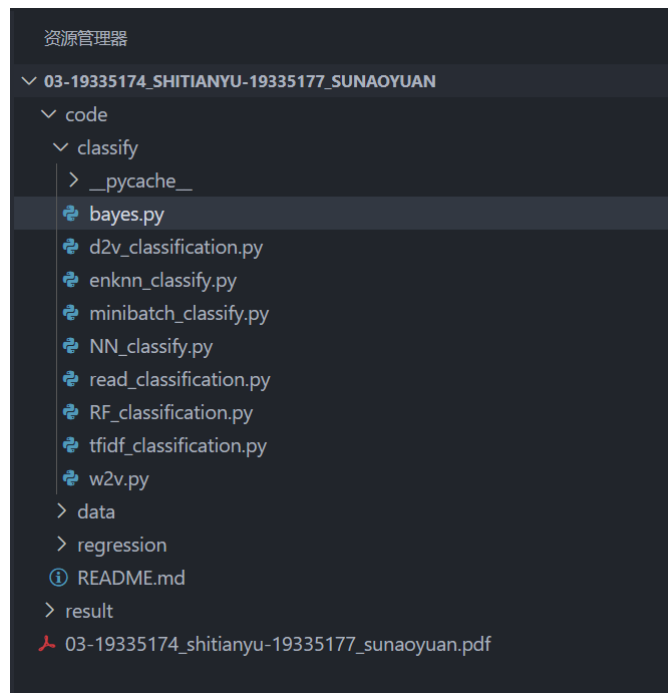 资源管理器
03-19335174_SHITIANYU-19335177_SUNAOYUAN
code
classify
__pycache__
bayes.py
d2v_classification.py
enknn_classify.py
minibatch_classify.py
NN_classify.py
read_classification.py
RF_classification.py
tfidf_classification.py
w2v.py
data
regression
README.md
result
03-19335174_shitianyu-19335177_sunaoyuan.pdf